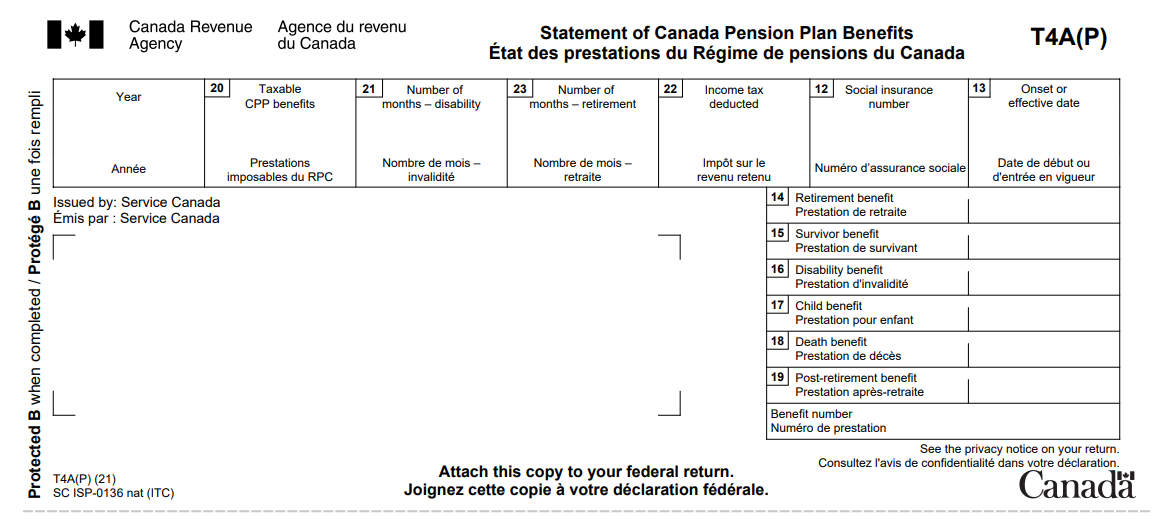 Canada Revenue Agence du revenu
Agency du Canada
Statement of Canada Pension Plan Benefits
État des prestations du Régime de pensions du Canada
T4A(P)
Protected B when completed / Protégé B une fois rempli
Year
Année
20 Taxable
CPP benefits
Prestations
imposables du RPC
21 Number of
months – disability
Nombre de mois –
invalidité
23 Number of
months – retirement
Nombre de mois –
retraite
22 Income tax
deducted
Impôt sur le
revenu retenu
12 Social insurance
number
Numéro d'assurance sociale
13 Onset or
effective date
Date de début ou
d'entrée en vigueur
Issued by: Service Canada
Émis par : Service Canada
14 Retirement benefit
Prestation de retraite
15 Survivor benefit
Prestation de survivant
16 Disability benefit
Prestation d'invalidité
17 Child benefit
Prestation pour enfant
18 Death benefit
Prestation de décès
19 Post-retirement benefit
Prestation après-retraite
Benefit number
Numéro de prestation
See the privacy notice on your return.
Consultez l'avis de confidentialité dans votre déclaration.
T4A(P) (21)
SC ISP-0136 nat (ITC)
Attach this copy to your federal return.
Joignez cette copie à votre déclaration fédérale.
Canada